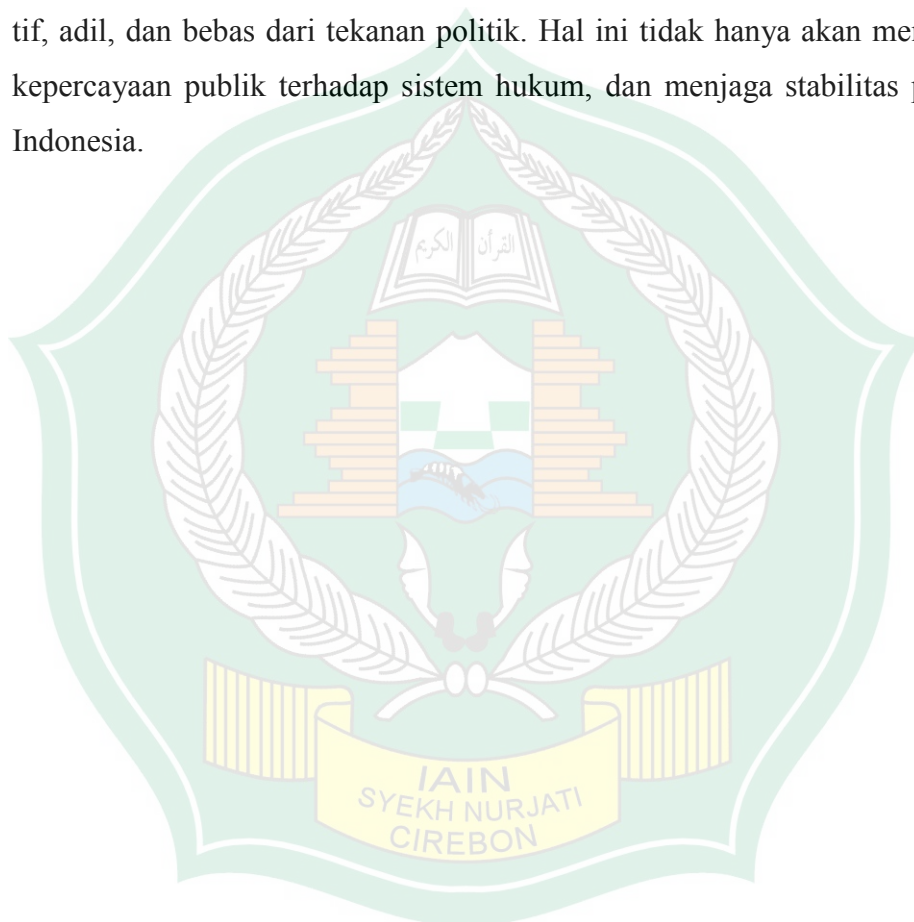 tif, adil, dan bebas dari tekanan politik. Hal ini tidak hanya akan
kepercayaan publik terhadap sistem hukum, dan menjaga stabilitas
Indonesia.
القرآن الكريم
IAIN
SYEKH NURJATI
CIREBON